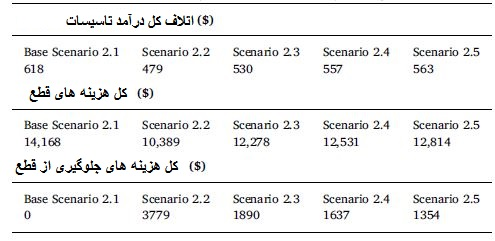 اتلاف کل درآمد تاسیسات ($)
Base Scenario 2.1 Scenario 2.2 Scenario 2.3 Scenario 2.4 Scenario 2.5
618 479 530 557 563
کل هزینه های قطع ($)
Base Scenario 2.1 Scenario 2.2 Scenario 2.3 Scenario 2.4 Scenario 2.5
14,168 10,389 12,278 12,531 12,814
کل هزینه های جلوگیری از قطع ($)
Base Scenario 2.1 Scenario 2.2 Scenario 2.3 Scenario 2.4 Scenario 2.5
0 3779 1890 1637 1354